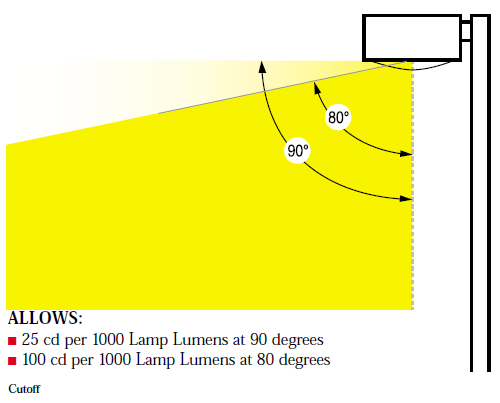 80°
90°
ALLOWS:
25 cd per 1000 Lamp Lumens at 90 degrees
100 cd per 1000 Lamp Lumens at 80 degrees
Cutoff